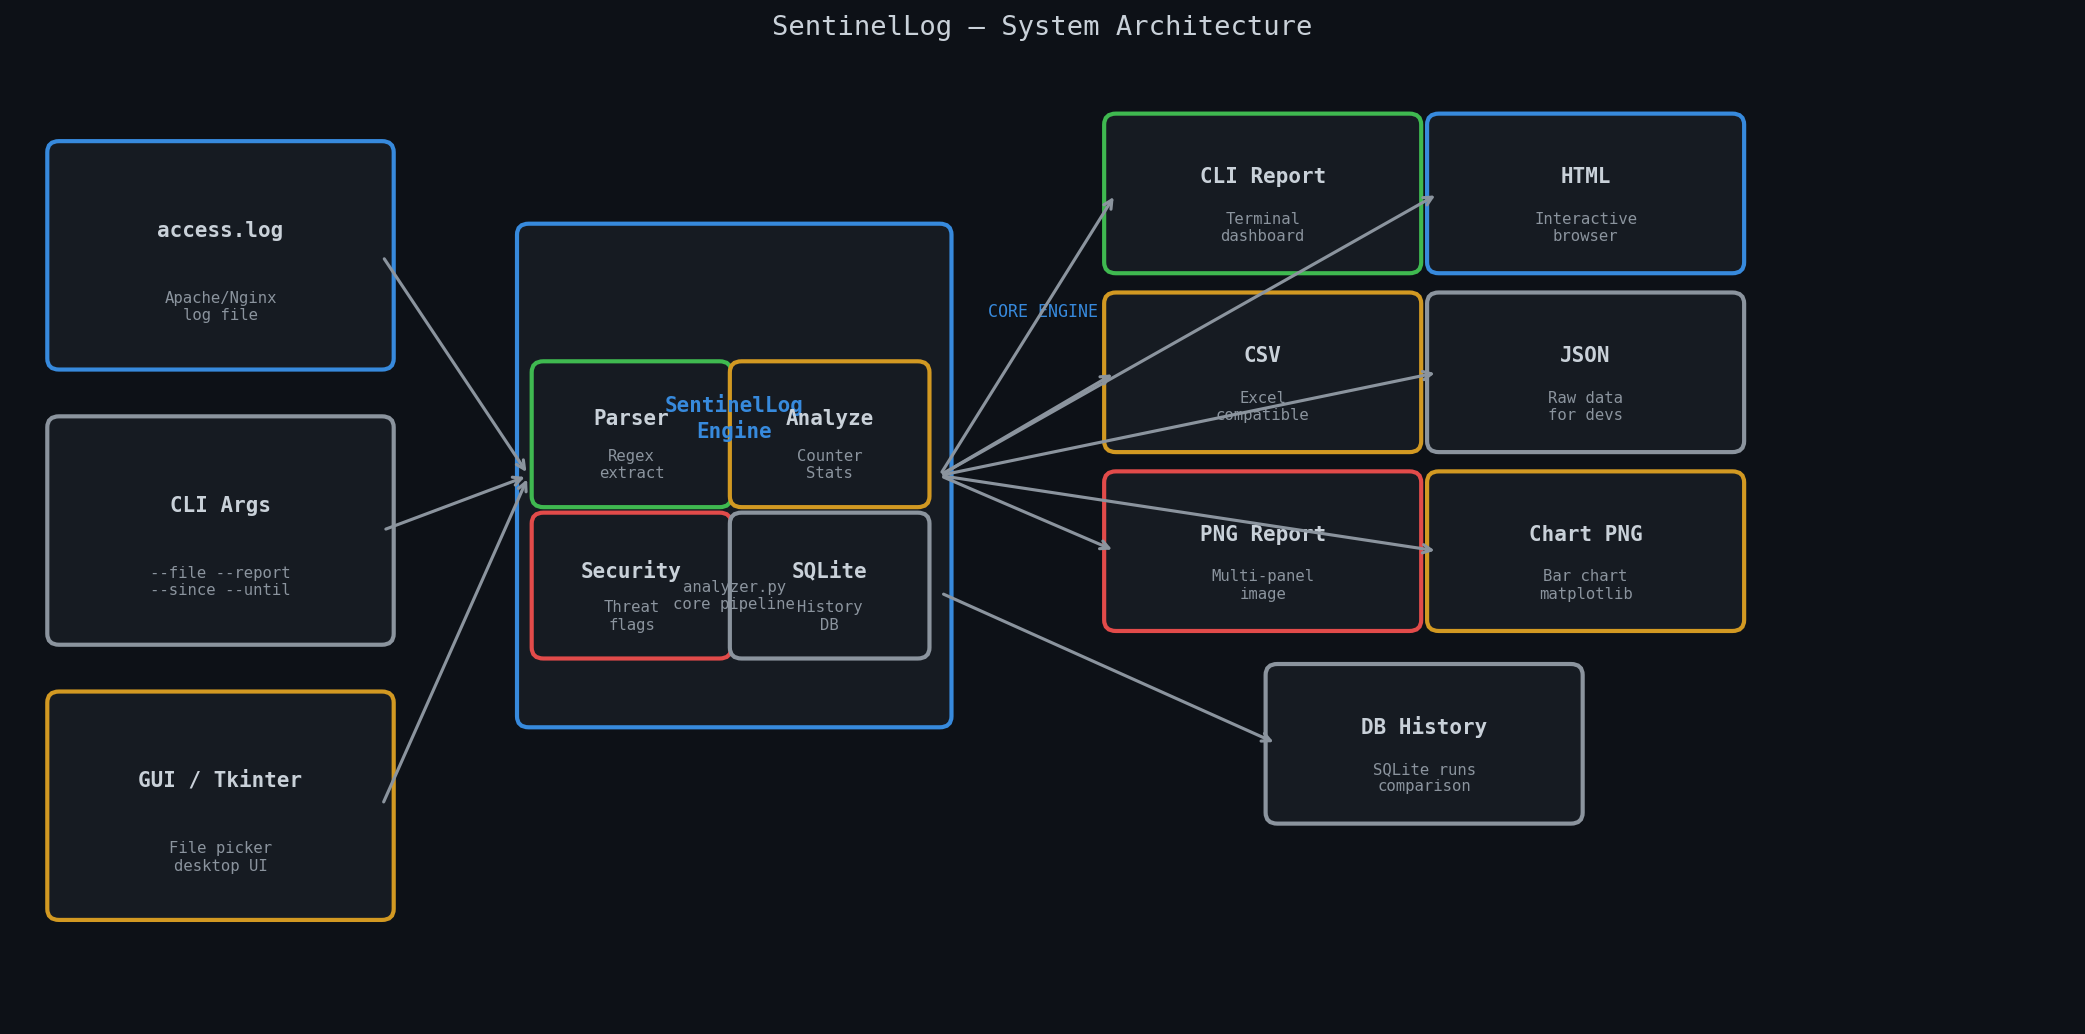 SentinelLog — System Architecture
access.log
Apache/Nginx
log file
CLI Args
--file --report
--since --until
GUI / Tkinter
File picker
desktop UI
SentinelLog
Engine
analyzer.py
core pipeline
Parser
Regex
extract
Analyze
Counter
Stats
Security
Threat
flags
SQLite
History
DB
CORE ENGINE
CLI Report
Terminal
dashboard
HTML
Interactive
browser
CSV
Excel
compatible
JSON
Raw data
for devs
PNG Report
Multi-panel
image
Chart PNG
Bar chart
matplotlib
DB History
SQLite runs
comparison